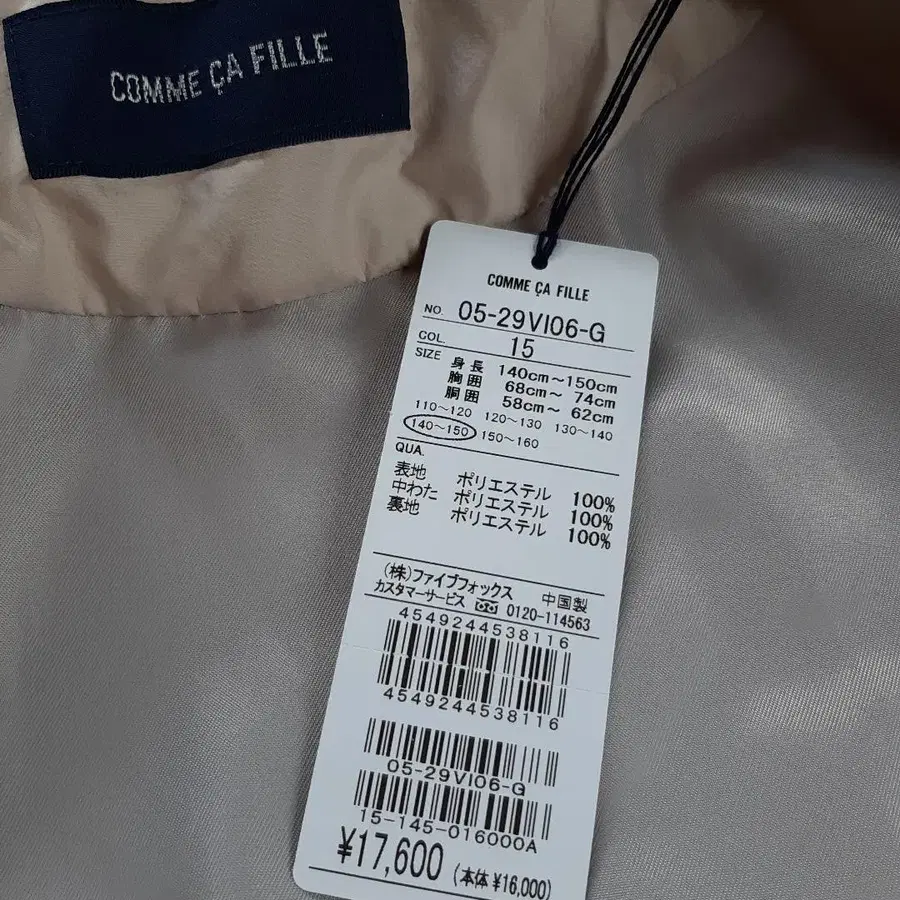 COMME ÇA FILLE
COMME ÇA FILLE
NO. 05-29VI06-G
COL. 15
SIZE 身長 140cm～150cm
胸囲 68cm～ 74cm
胴囲 58cm～ 62cm
110～120 120～130 130～140
140～150 150～160
QUA.
表地 ポリエステル 100%
中わた ポリエステル 100%
裏地 ポリエステル 100%
(株)ファイブフォックス 中国製
カスタマーサービス 0120-114563
4549244538116
4549244538116
05-29VI06-G
15-145-016000A
¥17,600 (本体 ¥16,000)